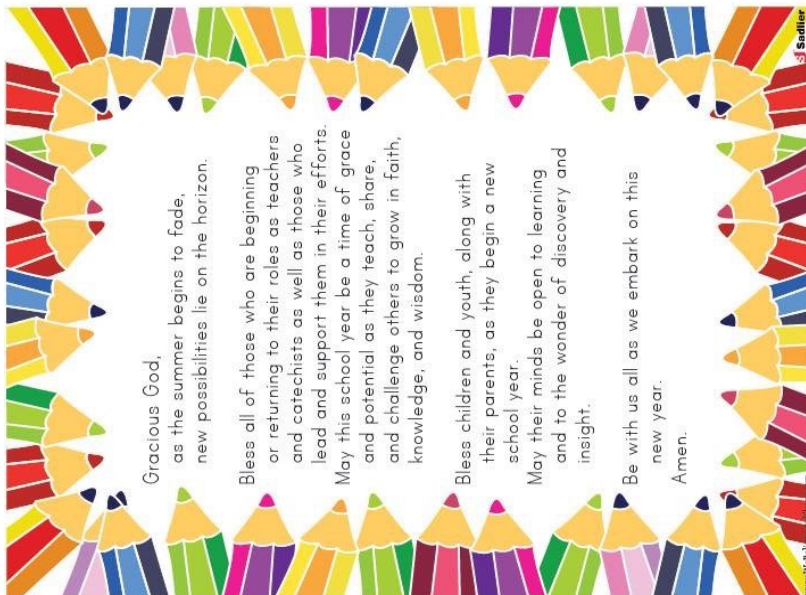 Gracious God,
as the summer begins to fade,
new possibilities lie on the horizon.
Bless all of those who are beginning
or returning to their roles as teachers
and catechists as well as those who
lead and support them in their efforts.
May this school year be a time of grace
and potential as they teach, share,
and challenge others to grow in faith,
knowledge, and wisdom.
Bless children and youth, along with
their parents, as they begin a new
school year.
May their minds be open to learning
and to the wonder of discovery and
insight.
Be with us all as we embark on this
new year.
Amen.
Sadlier